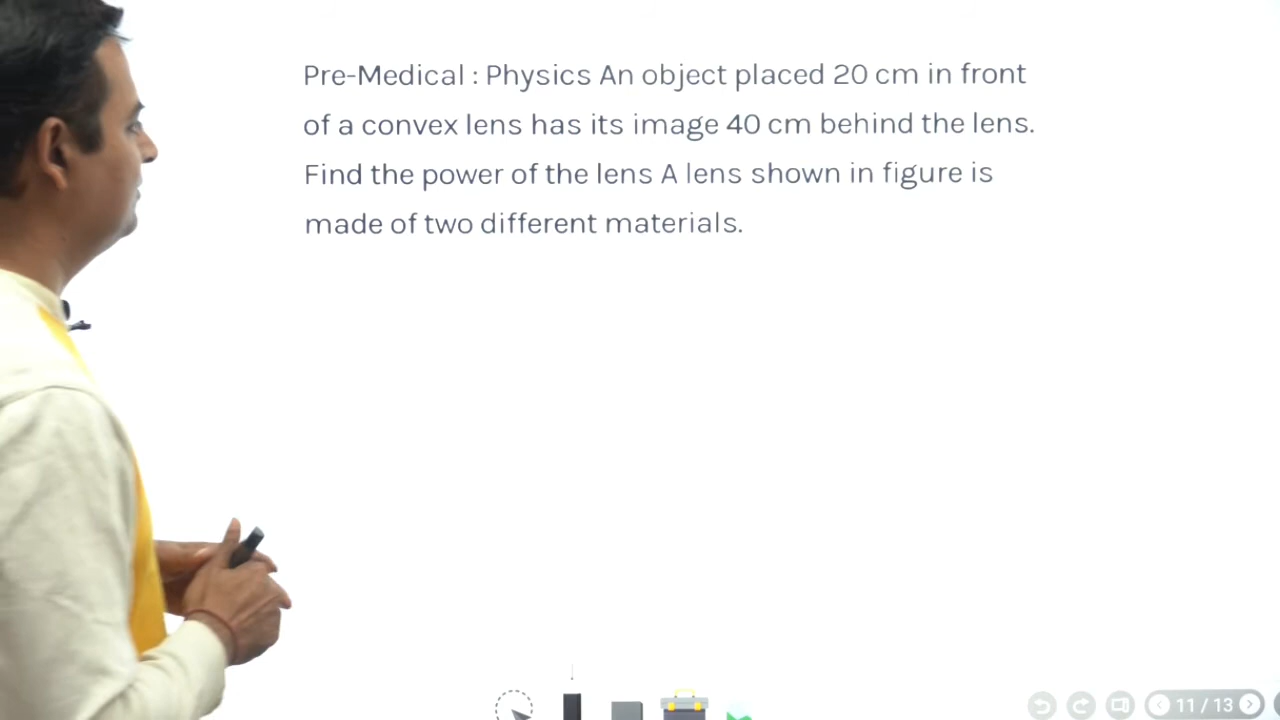 Pre-Medical : Physics An object placed 20 cm in front
of a convex lens has its image 40 cm behind the lens.
Find the power of the lens A lens shown in figure is
made of two different materials.
11 / 13